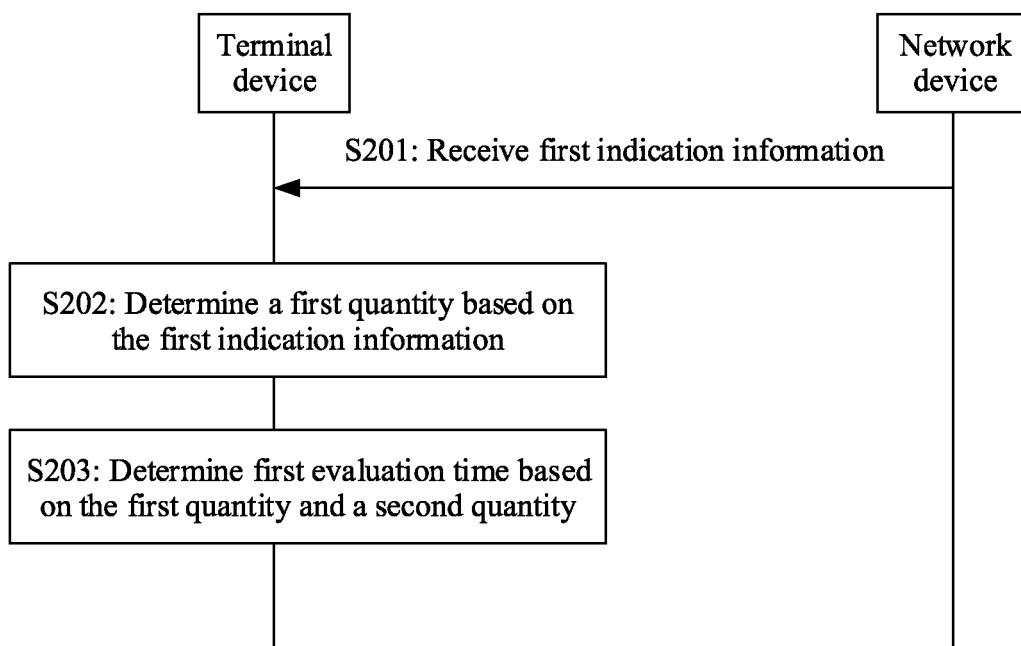 Terminal
device
Network
device
S201: Receive first indication information
S202: Determine a first quantity based on
the first indication information
S203: Determine first evaluation time based
on the first quantity and a second quantity